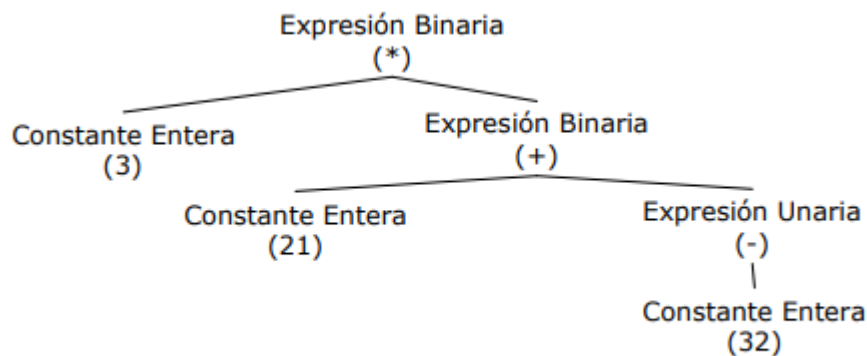 Expresión Binaria
(*)
Constante Entera
(3)
Expresión Binaria
(+)
Constante Entera
(21)
Expresión Unaria
(-)
Constante Entera
(32)